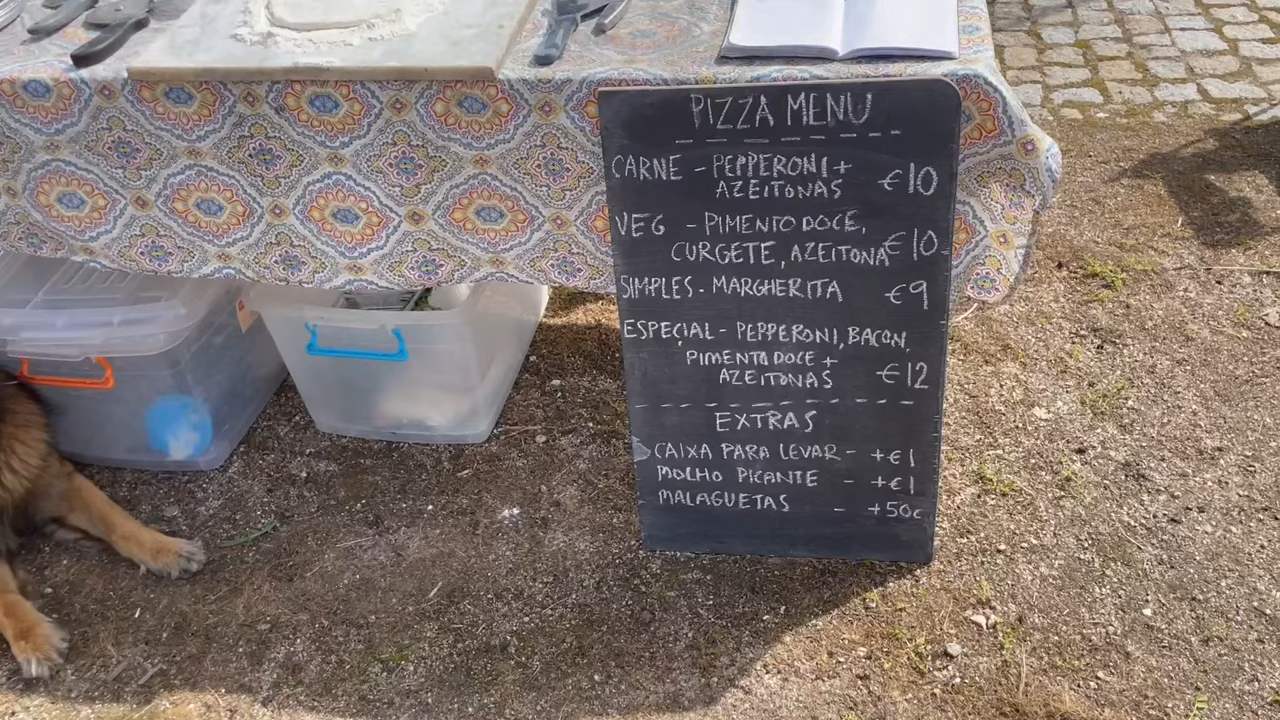 PIZZA MENU
CARNE - PEPPERONI + 
AZEITONAS €10
VEG - PIMENTO DOCE,
CURGETE, AZEITONA €10
SIMPLES - MARGHERITA €9
ESPECIAL - PEPPERONI, BACON,
PIMENTO DOCE +
AZEITONAS €12
EXTRAS
CAIXA PARA LEVAR - +€1
MOLHO PICANTE - +€1
MALAGUETAS - +50c